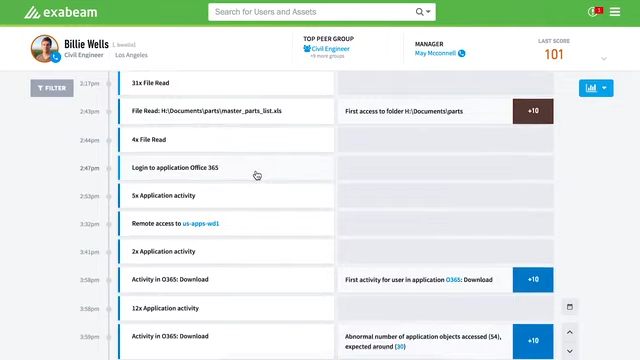 exabeam
Search for Users and Assets
1
Billie Wells
Civil Engineer
Los Angeles
TOP PEER GROUP
Civil Engineer
MANAGER
May Mcconnell
LAST SCORE
101
FILTER
2:17pm
31x File Read
2:43pm
File Read: H:\Documents\parts\master_parts_list.xls
First access to folder H:\Documents\parts
+10
2:44pm
4x File Read
2:47pm
Login to application Office 365
2:53pm
5x Application activity
3:32pm
Remote access to us-apps-wd1
3:41pm
2x Application activity
3:58pm
Activity in O365: Download
First activity for user in application O365: Download
+10
3:58pm
12x Application activity
3:59pm
Activity in O365: Download
Abnormal number of application objects accessed (54),
expected around (30)
+10